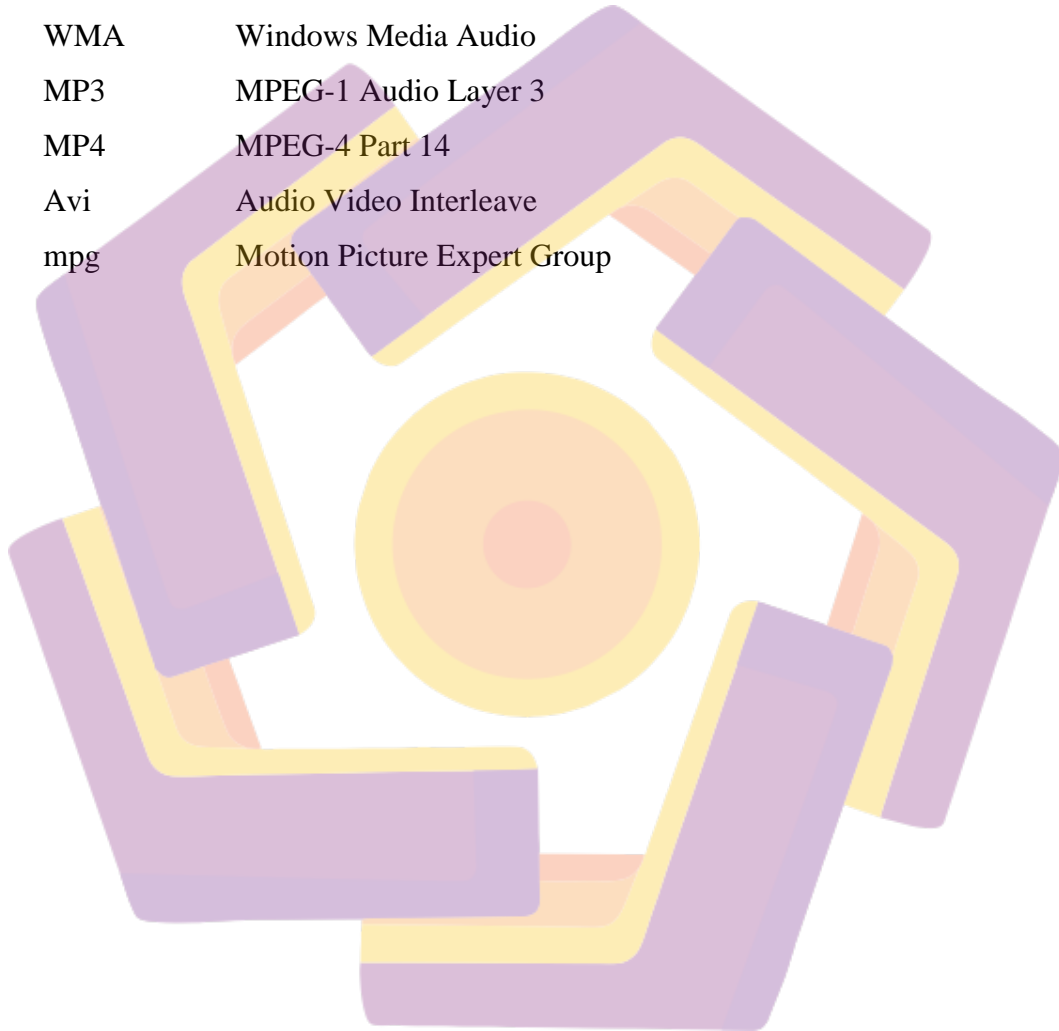 WMA Windows Media Audio
MP3 MPEG-1 Audio Layer 3
MP4 MPEG-4 Part 14
Avi Audio Video Interleave
mpg Motion Picture Expert Group